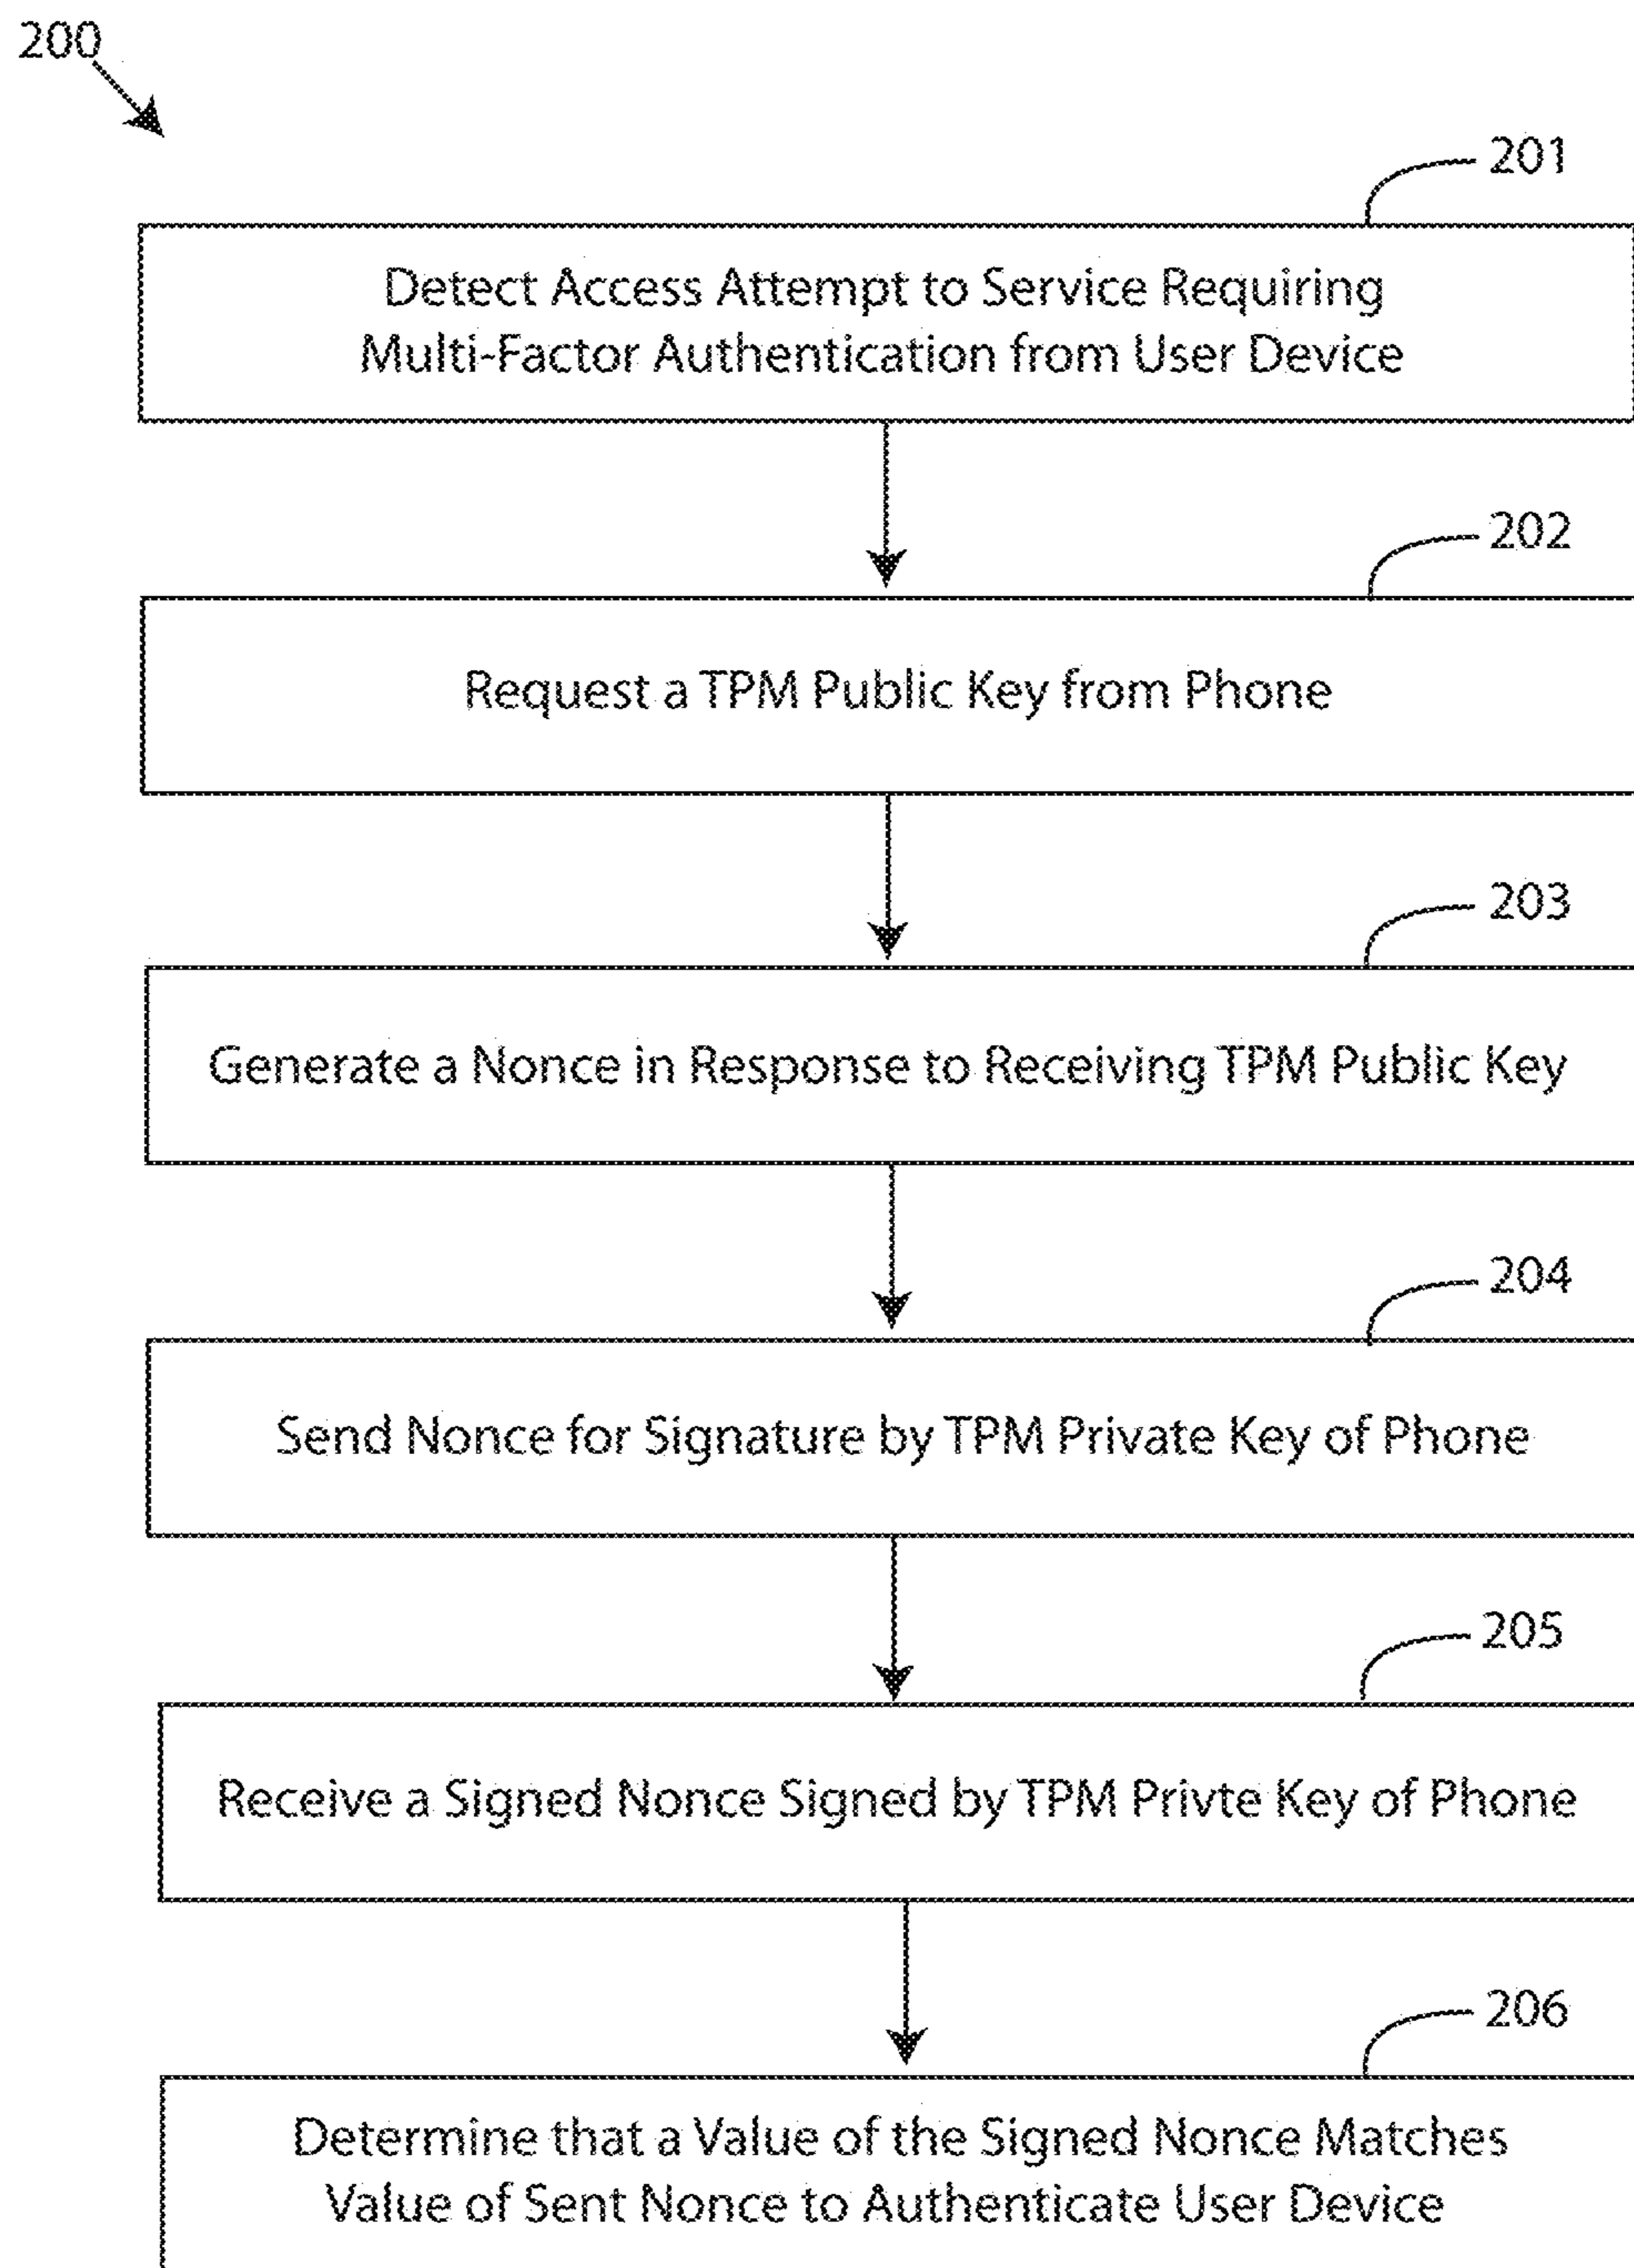 200
201
Detect Access Attempt to Service Requiring
Multi-Factor Authentication from User Device
202
Request a TPM Public Key from Phone
203
Generate a Nonce in Response to Receiving TPM Public Key
204
Send Nonce for Signature by TPM Private Key of Phone
205
Receive a Signed Nonce Signed by TPM Privte Key of Phone
206
Determine that a Value of the Signed Nonce Matches
Value of Sent Nonce to Authenticate User Device